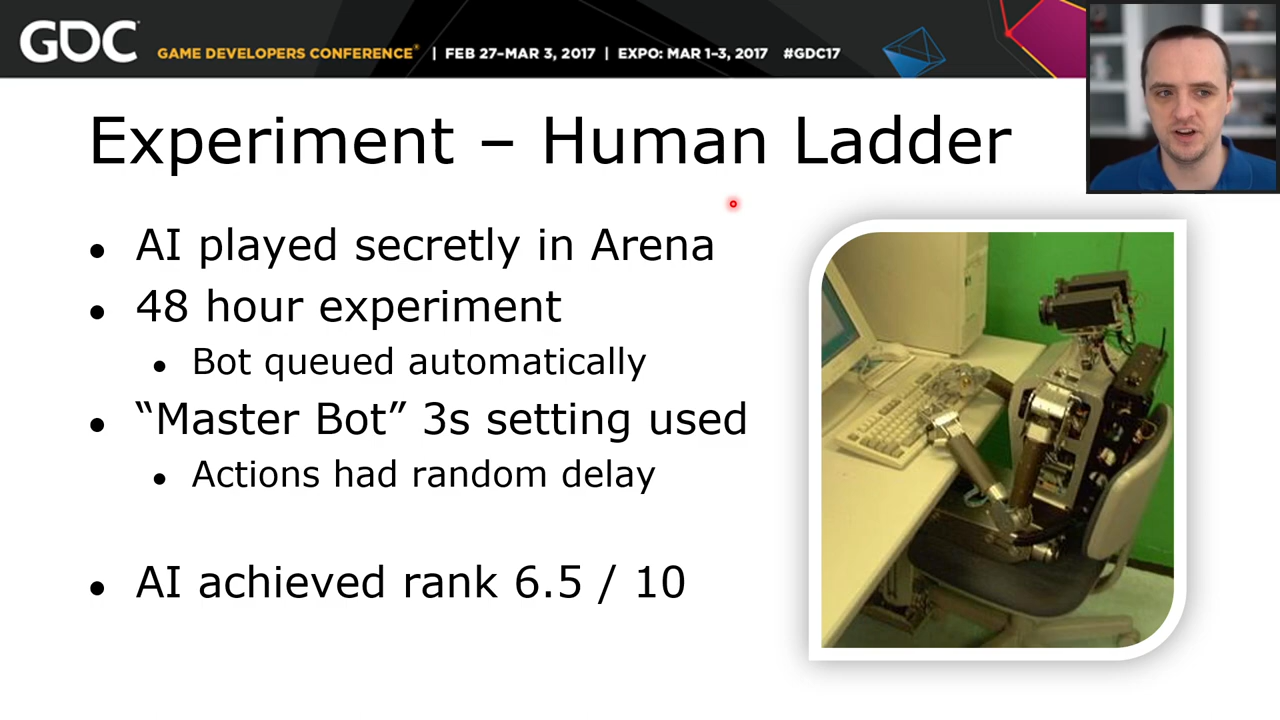 GDC
GAME DEVELOPERS CONFERENCE® | FEB 27–MAR 3, 2017 | EXPO: MAR 1–3, 2017 #GDC17
Experiment – Human Ladder
● AI played secretly in Arena
● 48 hour experiment
● Bot queued automatically
● “Master Bot” 3s setting used
● Actions had random delay
● AI achieved rank 6.5 / 10